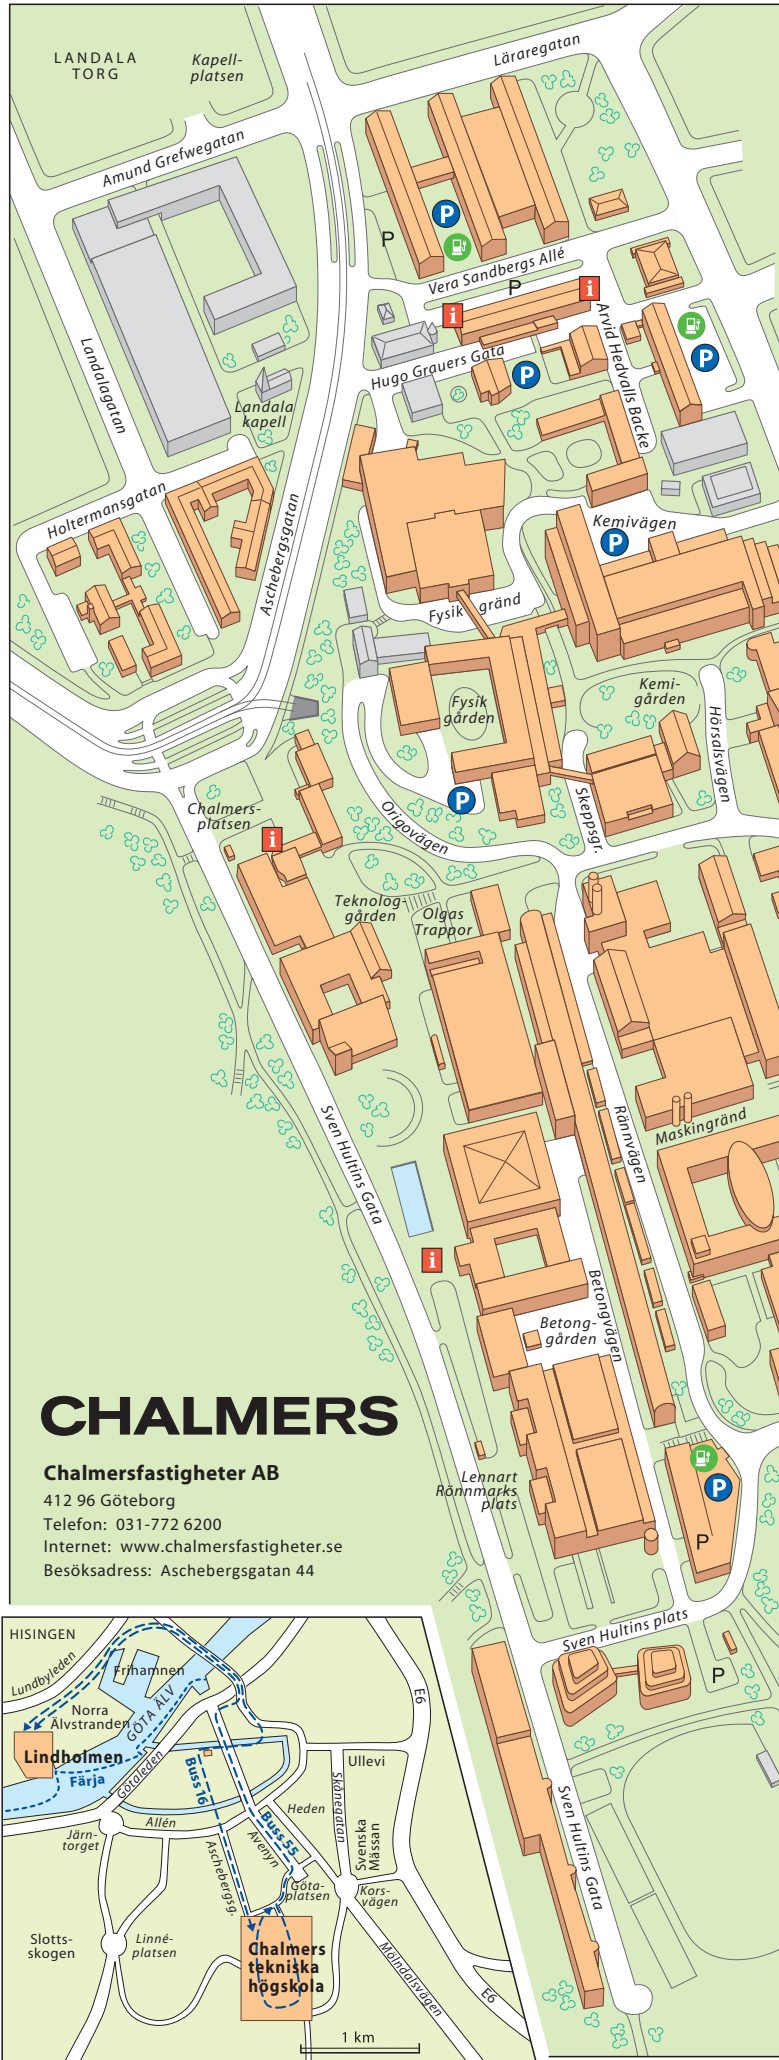 LANDALA
TORG
Kapell-
platsen
Läraregatan
Amund Grefwegatan
P
P
Vera Sandbergs Allé
P
i
i
Landalagatan
Arvid Hedvalls Backe
P
Hugo Grauers Gata
P
Landala
kapell
Holtermansgatan
Aschebergsgatan
Kemivägen
P
Fysikgränd
Fysik
gården
Kemi-
gården
Hörsalsvägen
P
Skeppsgr.
Origovägen
Chalmers-
platsen
i
Teknolog-
gården
Olgas
Trappor
Sven Hultins Gata
Rännvägen
Maskingränd
i
Betongvägen
Betong-
gården
CHALMERS
Chalmersfastigheter AB
412 96 Göteborg
Telefon: 031-772 6200
Internet: www.chalmersfastigheter.se
Besöksadress: Aschebergsgatan 44
Lennart
Rönnmarks
plats
P
P
Sven Hultins plats
P
Sven Hultins Gata
HISINGEN
Lundbyleden
Frihamnen
Norra
Älvstranden
GÖTA ÄLV
E6
Lindholmen
Färja
Götaleden
Buss 16
Ullevi
Skånegatan
Heden
Allén
Buss 55
Avenyn
Svenska
Mässan
Järn-
torget
Aschebergsg.
Göta-
platsen
Kors-
vägen
Slotts-
skogen
Linné-
platsen
Chalmers
tekniska
högskola
Mölndalsvägen
E6
1 km